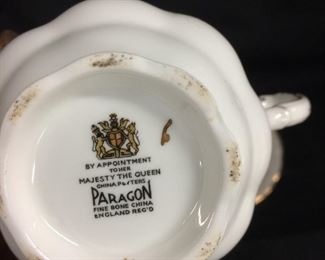 BY APPOINTMENT
TO HER
MAJESTY THE QUEEN
CHINA POTTERS
PARAGON
FINE BONE CHINA
ENGLAND REG'D